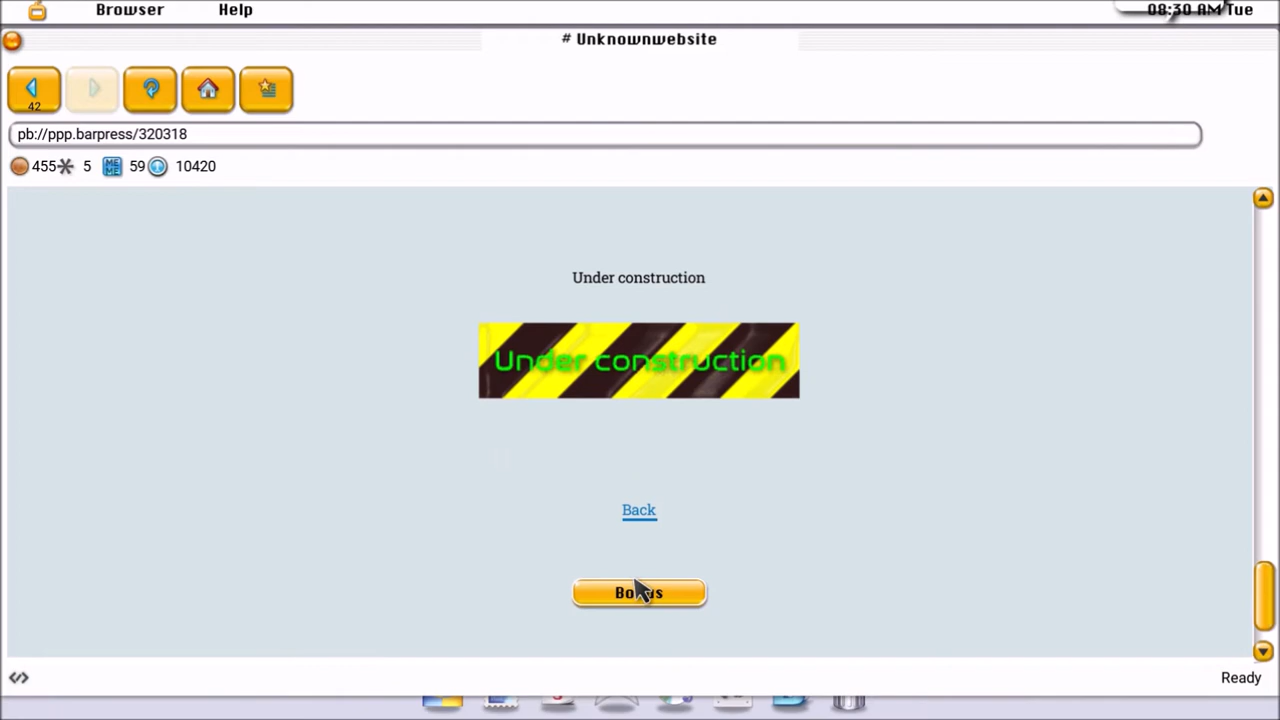 Browser Help 08:30 AM Tue
# Unknownwebsite
42
pb://ppp.barpress/320318
455 5 MEME 59 10420
Under construction
Under construction
Back
Ready